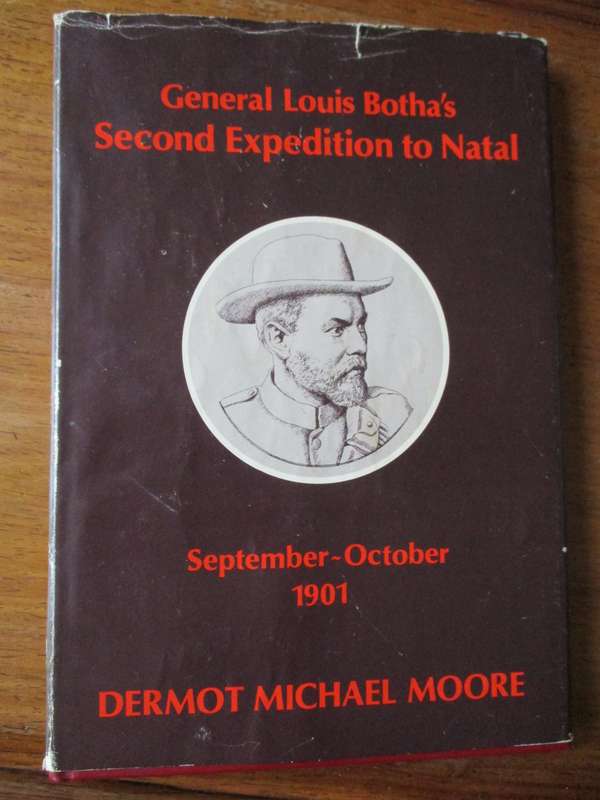 General Louis Botha's
Second Expedition to Natal
September-October
1901
DERMOT MICHAEL MOORE